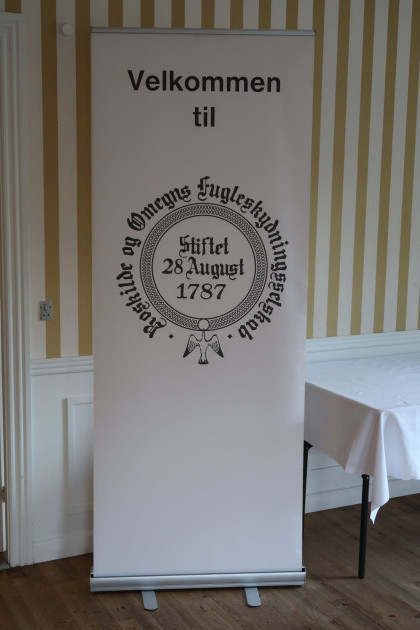 Velkommen
til
Roskilde og Omegns Fugleskydningsselskab
Stiftet
28 August
1787